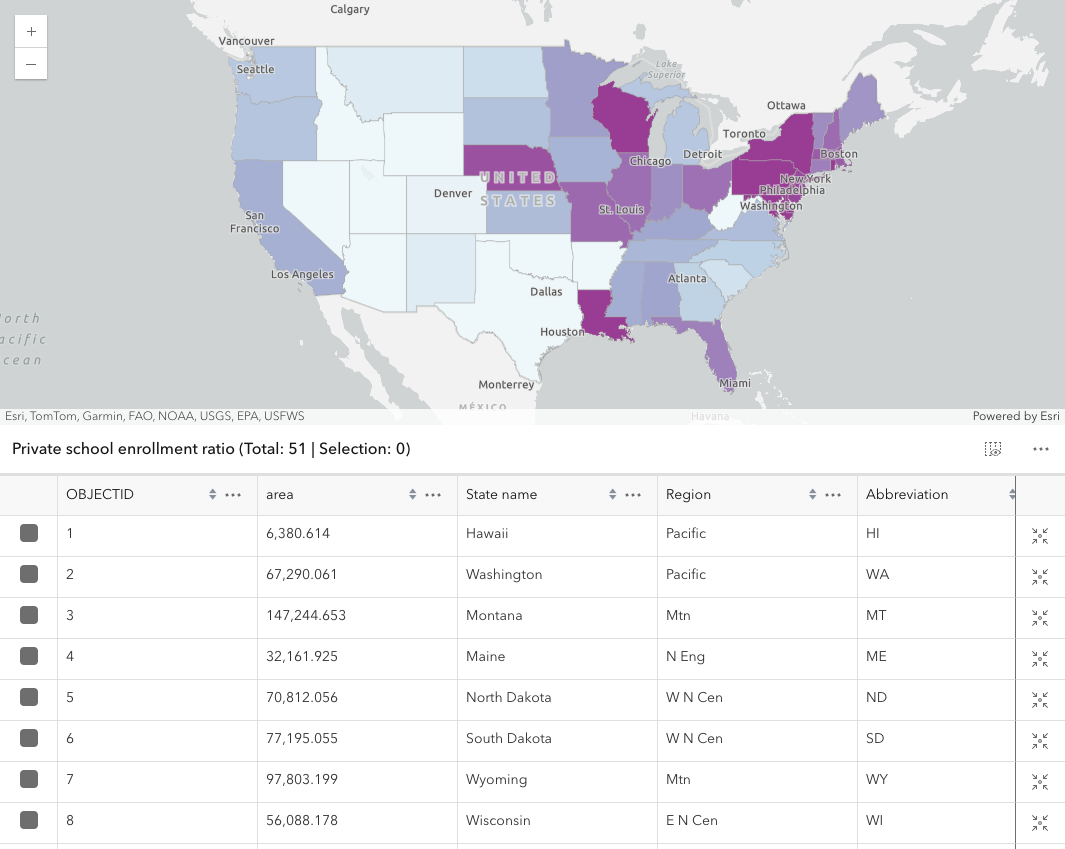 Calgary
Vancouver
Seattle
Lake
Superior
Ottawa
Toronto
Boston
Chicago
Detroit
UNITED
STATES
New York
Philadelphia
Denver
Washington
St. Louis
San
Francisco
Los Angeles
Atlanta
Dallas
Houston
North
Pacific
Ocean
Monterrey
Miami
MÉXICO
Havana
Esri, TomTom, Garmin, FAO, NOAA, USGS, EPA, USFWS
Powered by Esri
Private school enrollment ratio (Total: 51 | Selection: 0)
OBJECTID area State name Region Abbreviation
1 6,380.614 Hawaii Pacific HI
2 67,290.061 Washington Pacific WA
3 147,244.653 Montana Mtn MT
4 32,161.925 Maine N Eng ME
5 70,812.056 North Dakota W N Cen ND
6 77,195.055 South Dakota W N Cen SD
7 97,803.199 Wyoming Mtn WY
8 56,088.178 Wisconsin E N Cen WI